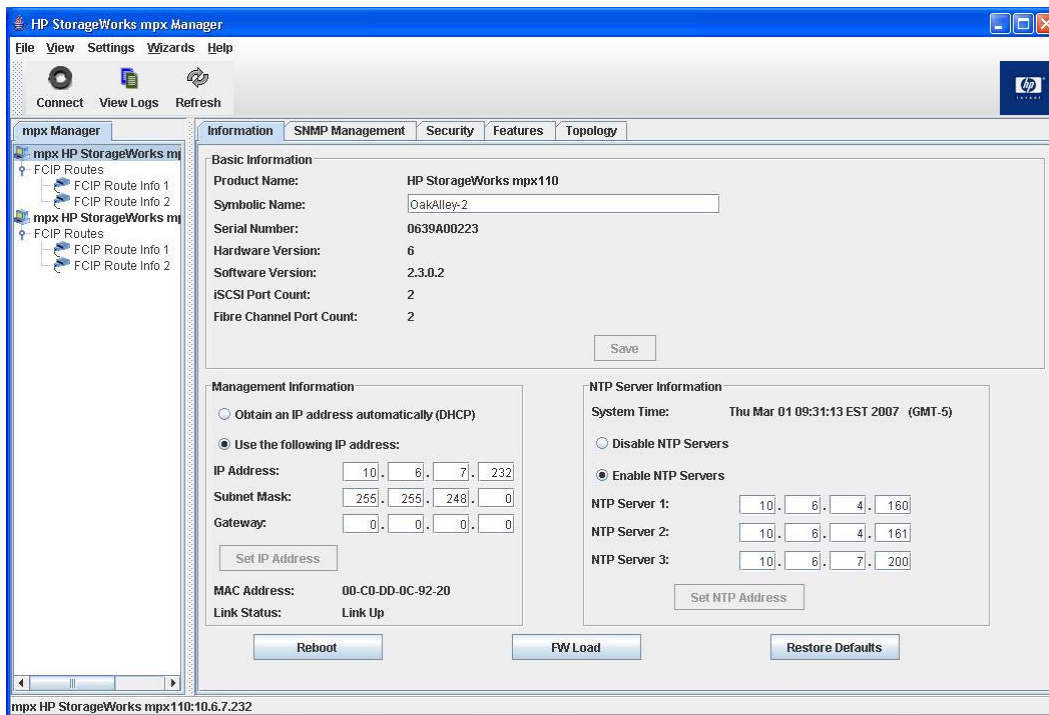 HP StorageWorks mpx Manager
File View Settings Wizards Help
Connect View Logs Refresh
hp
invent
mpx Manager
mpx HP StorageWorks
FCIP Routes
FCIP Route Info 1
FCIP Route Info 2
mpx HP StorageWorks
FCIP Routes
FCIP Route Info 1
FCIP Route Info 2
Information SNMP Management Security Features Topology
Basic Information
Product Name: HP StorageWorks mpx110
Symbolic Name: OakAlley-2
Serial Number: 0639A00223
Hardware Version: 6
Software Version: 2.3.0.2
iSCSI Port Count: 2
Fibre Channel Port Count: 2
Save
Management Information
Obtain an IP address automatically (DHCP)
Use the following IP address:
IP Address: 10. 6. 7. 232
Subnet Mask: 255. 255. 248. 0
Gateway: 0. 0. 0. 0
Set IP Address
MAC Address: 00-C0-DD-0C-92-20
Link Status: Link Up
NTP Server Information
System Time: Thu Mar 01 09:31:13 EST 2007 (GMT-5)
Disable NTP Servers
Enable NTP Servers
NTP Server 1: 10. 6. 4. 160
NTP Server 2: 10. 6. 4. 161
NTP Server 3: 10. 6. 7. 200
Set NTP Address
Reboot FW Load Restore Defaults
mpx HP StorageWorks mpx110:10.6.7.232